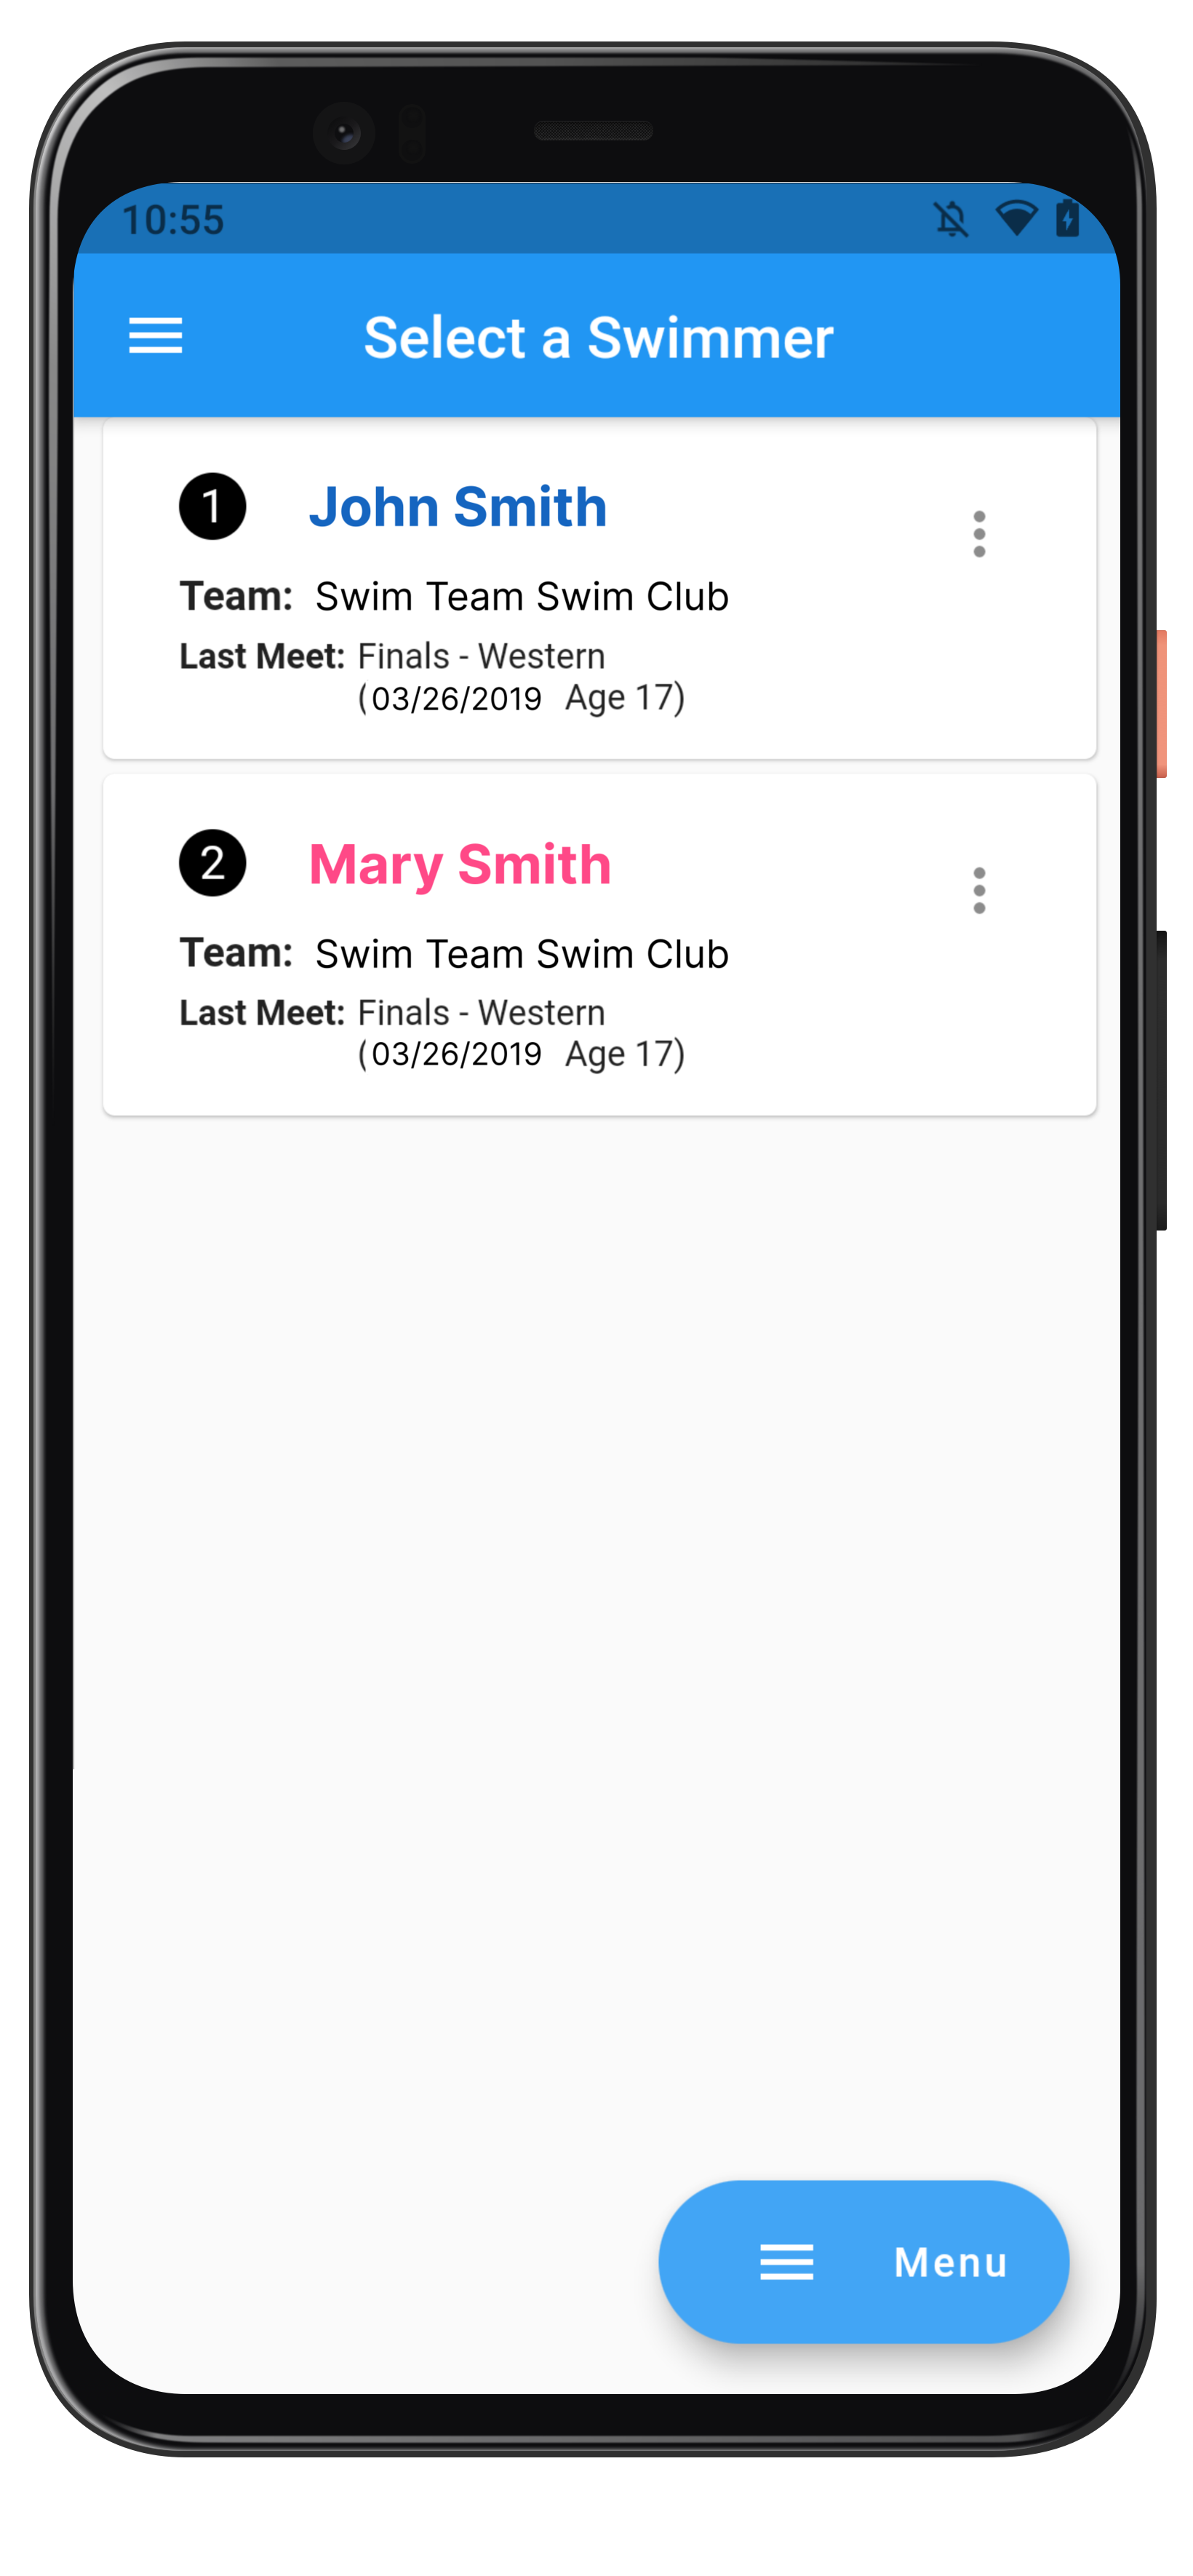 10:55
Select a Swimmer
1 John Smith
Team: Swim Team Swim Club
Last Meet: Finals - Western
(03/26/2019 Age 17)
2 Mary Smith
Team: Swim Team Swim Club
Last Meet: Finals - Western
(03/26/2019 Age 17)
Menu